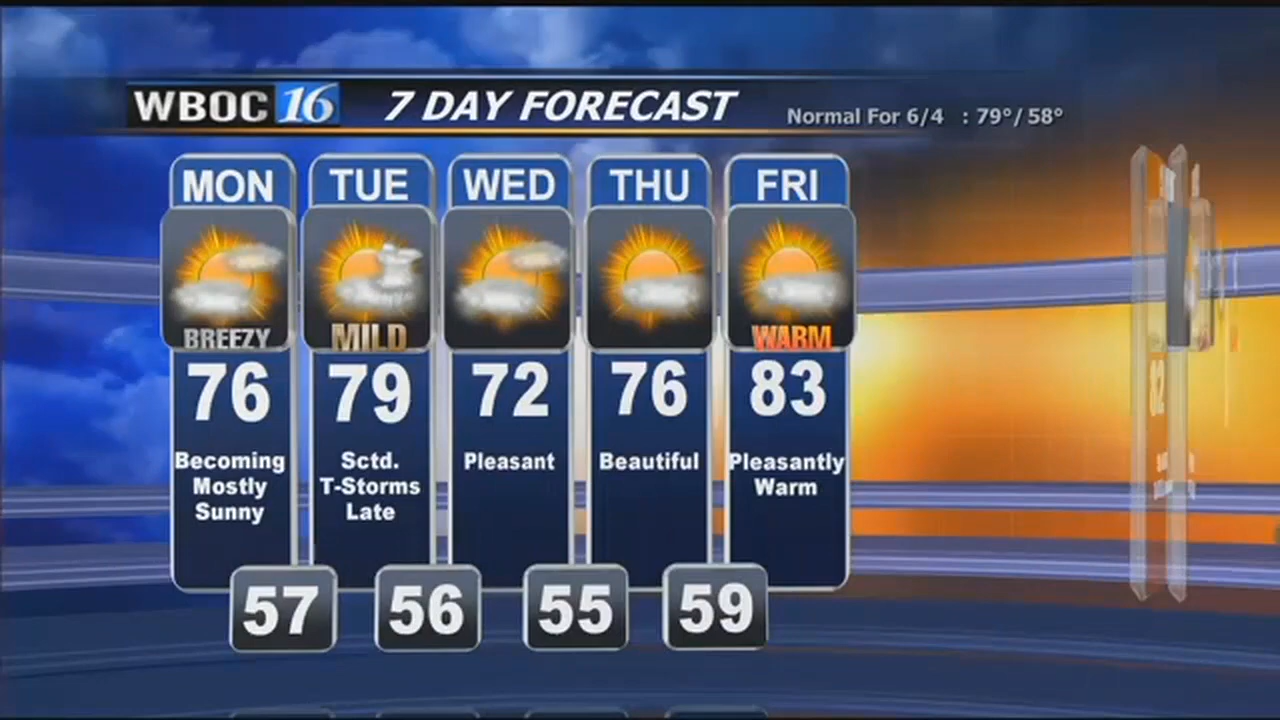 WBOC 16 7 DAY FORECAST Normal For 6/4 : 79°/58°
MON TUE WED THU FRI
BREEZY MILD WARM
76 79 72 76 83
Becoming Sctd. Pleasant Beautiful Pleasantly
Mostly T-Storms Warm
Sunny Late
57 56 55 59